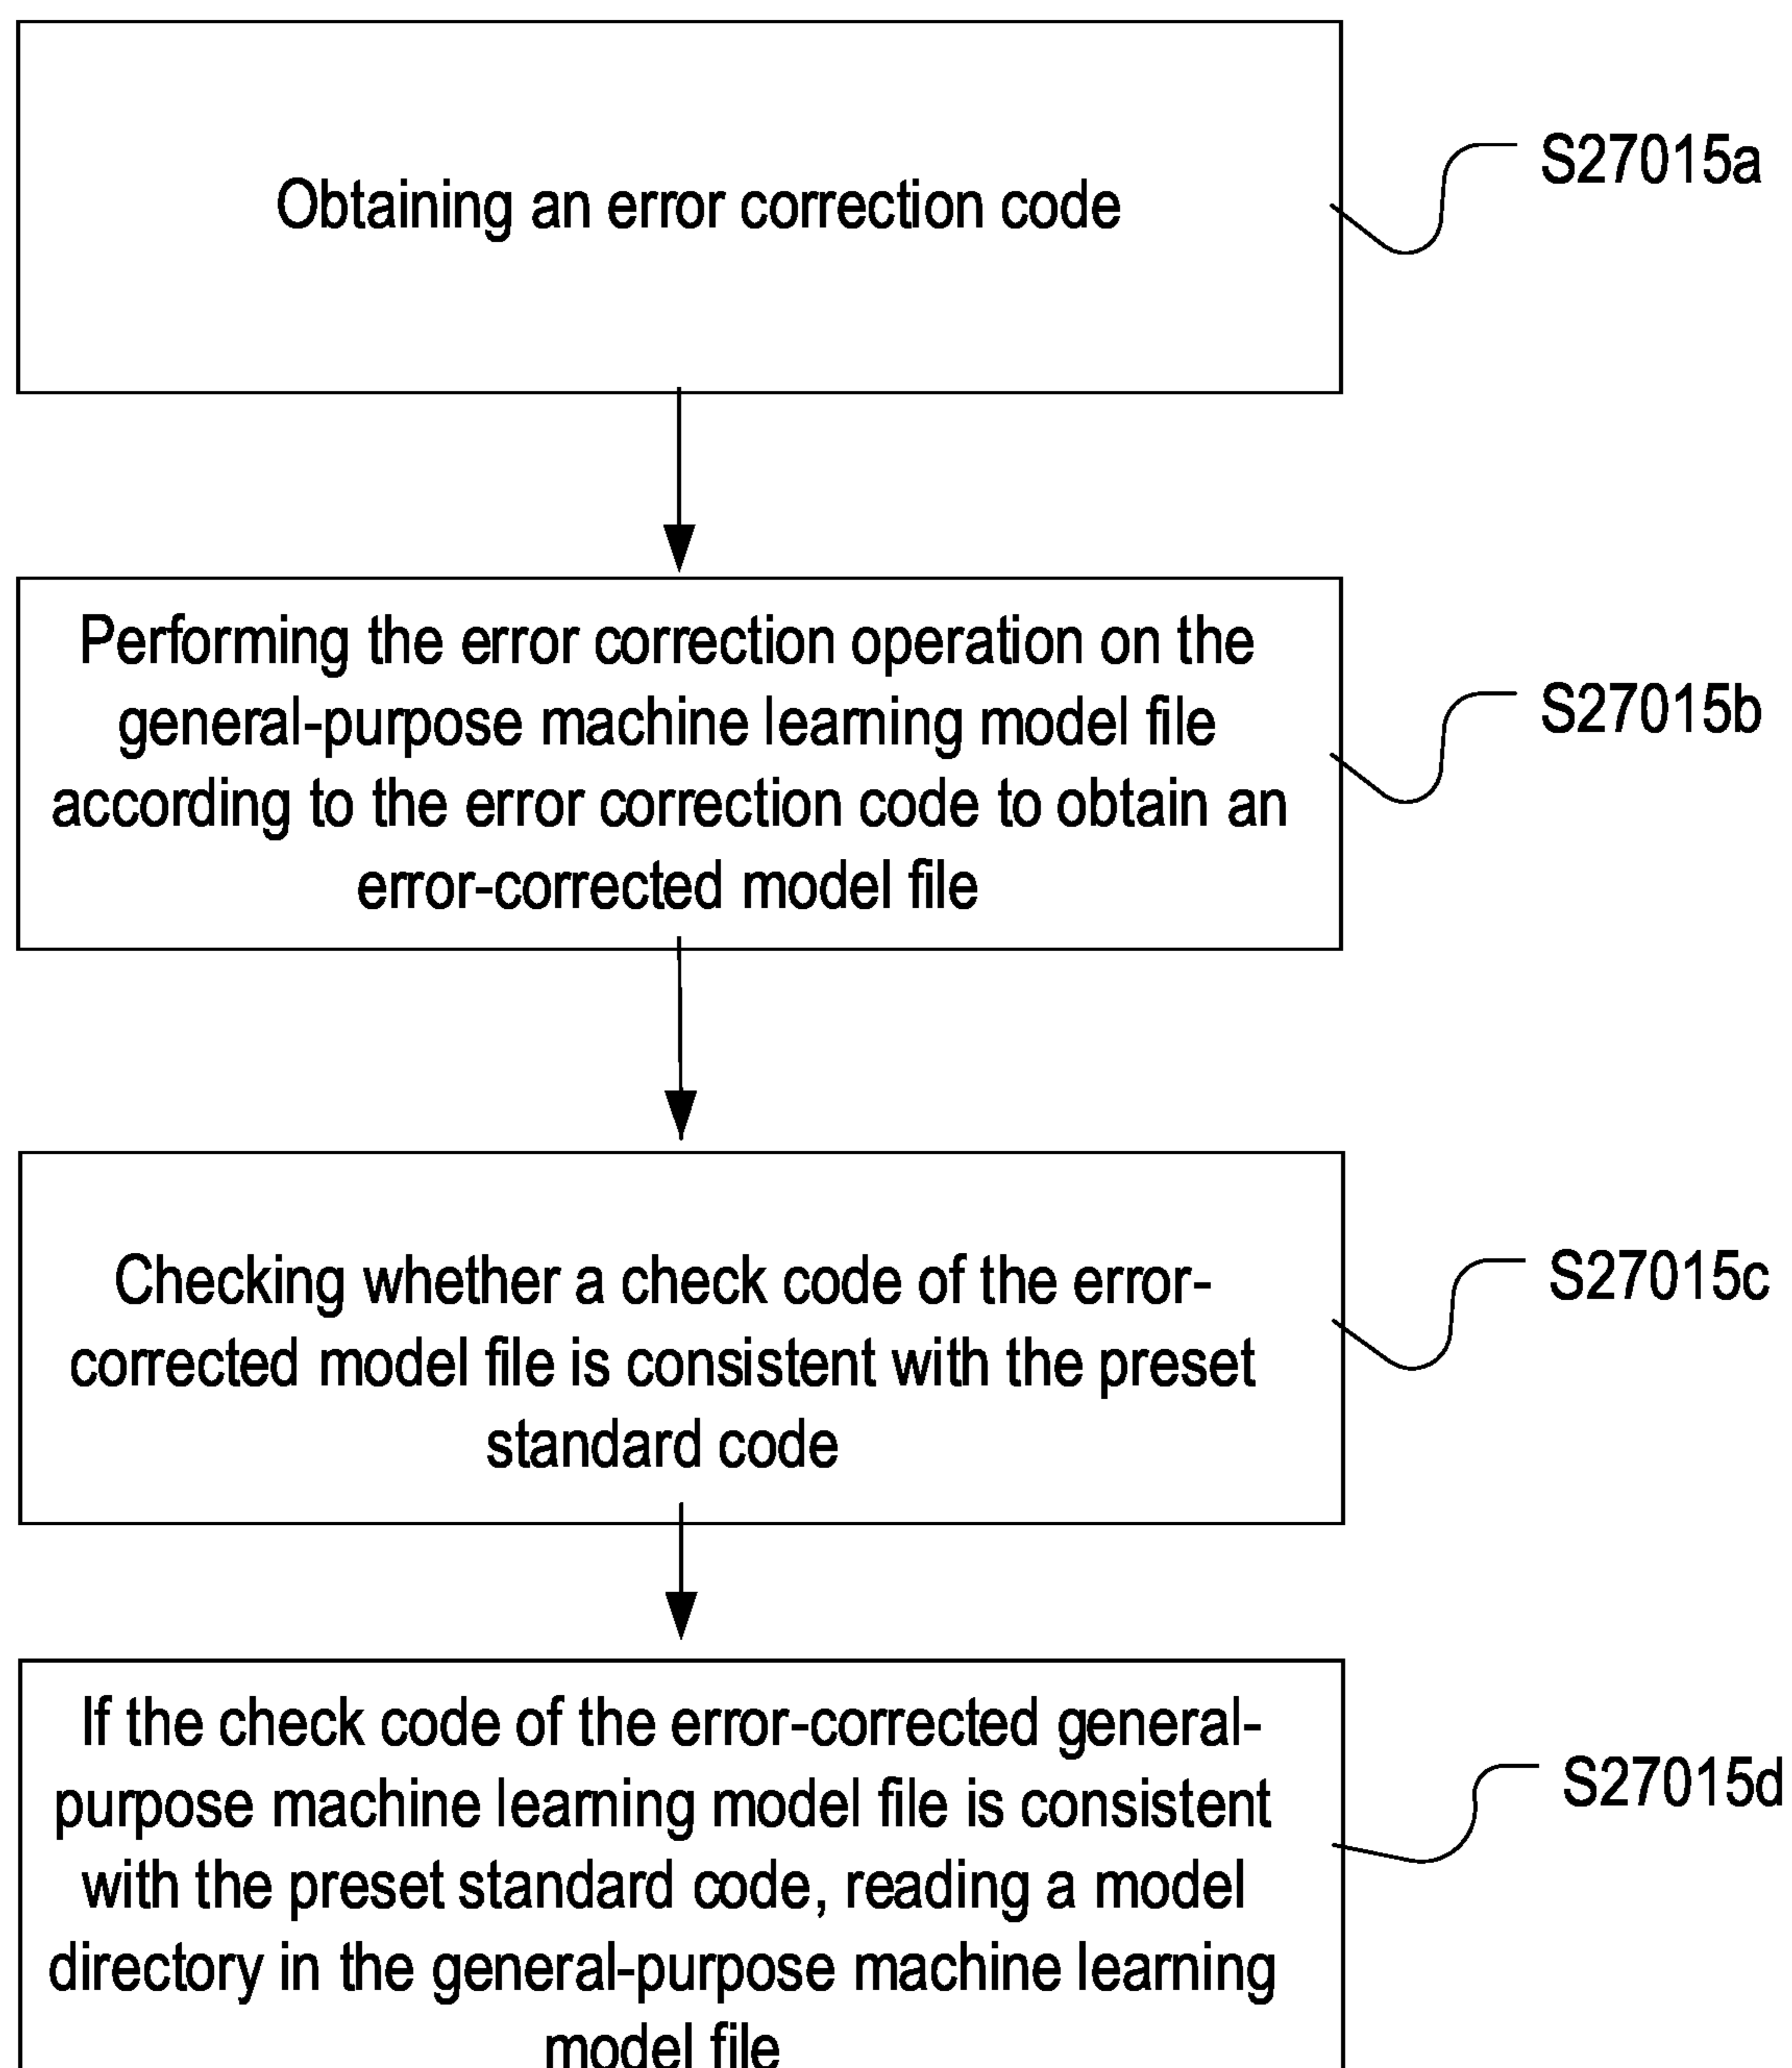 Obtaining an error correction code
S27015a
Performing the error correction operation on the
general-purpose machine learning model file
according to the error correction code to obtain an
error-corrected model file
S27015b
Checking whether a check code of the error-
corrected model file is consistent with the preset
standard code
S27015c
If the check code of the error-corrected general-
purpose machine learning model file is consistent
with the preset standard code, reading a model
directory in the general-purpose machine learning
model file
S27015d